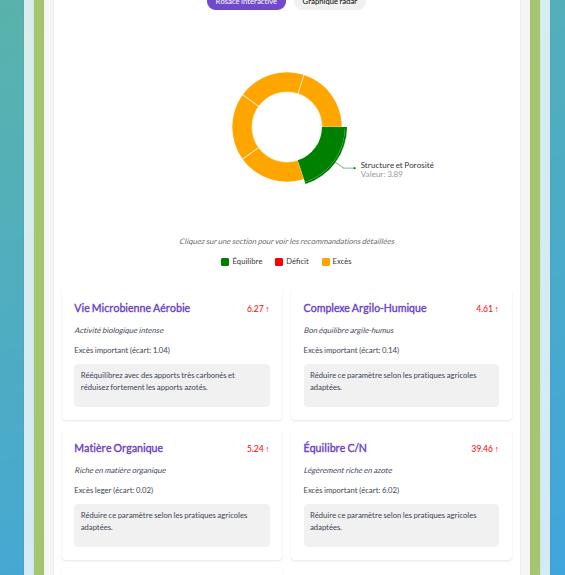 Rosace Interactive
Graphique radar
Structure et Porosité
Valeur: 3.89
Cliquez sur une section pour voir les recommandations détaillées
Equilibre
Déficit
Excès
Vie Microbienne Aérobie
6.27 ↑
Activité biologique intense
Excès important (écart: 1.04)
Rééquilibrez avec des apports très carbonés et
réduisez fortement les apports azotés.
Complexe Argilo-Humique
4.61 ↑
Bon équilibre argile-humus
Excès important (écart: 0.14)
Réduire ce paramètre selon les pratiques agricoles
adaptées.
Matière Organique
5.24 ↑
Riche en matière organique
Excès leger (écart: 0.02)
Réduire ce paramètre selon les pratiques agricoles
adaptées.
Équilibre C/N
39.46 ↑
Légèrement riche en azote
Excès important (écart: 6.02)
Réduire ce paramètre selon les pratiques agricoles
adaptées.